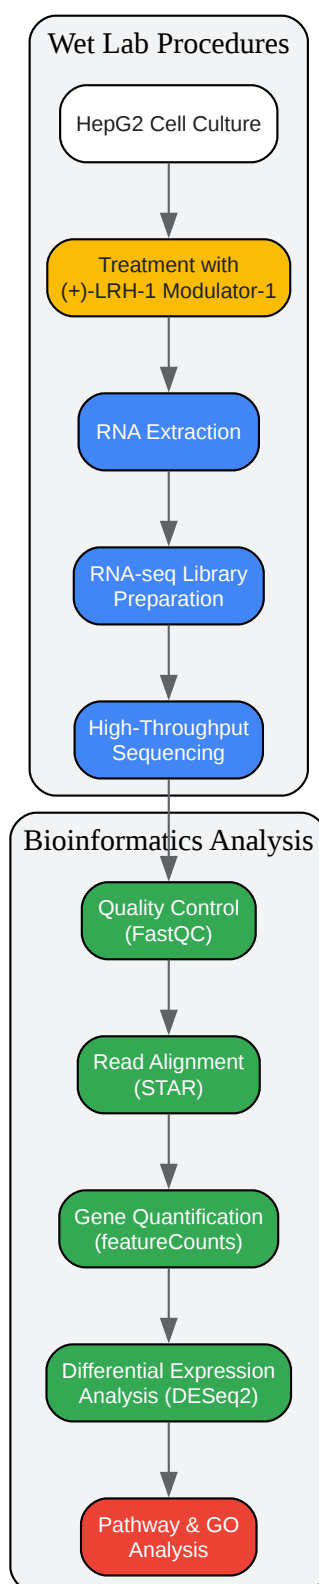 Wet Lab Procedures
HepG2 Cell Culture
Treatment with
(+)-LRH-1 Modulator-1
RNA Extraction
RNA-seq Library
Preparation
High-Throughput
Sequencing
Bioinformatics Analysis
Quality Control
(FastQC)
Read Alignment
(STAR)
Gene Quantification
(featureCounts)
Differential Expression
Analysis (DESeq2)
Pathway & GO
Analysis